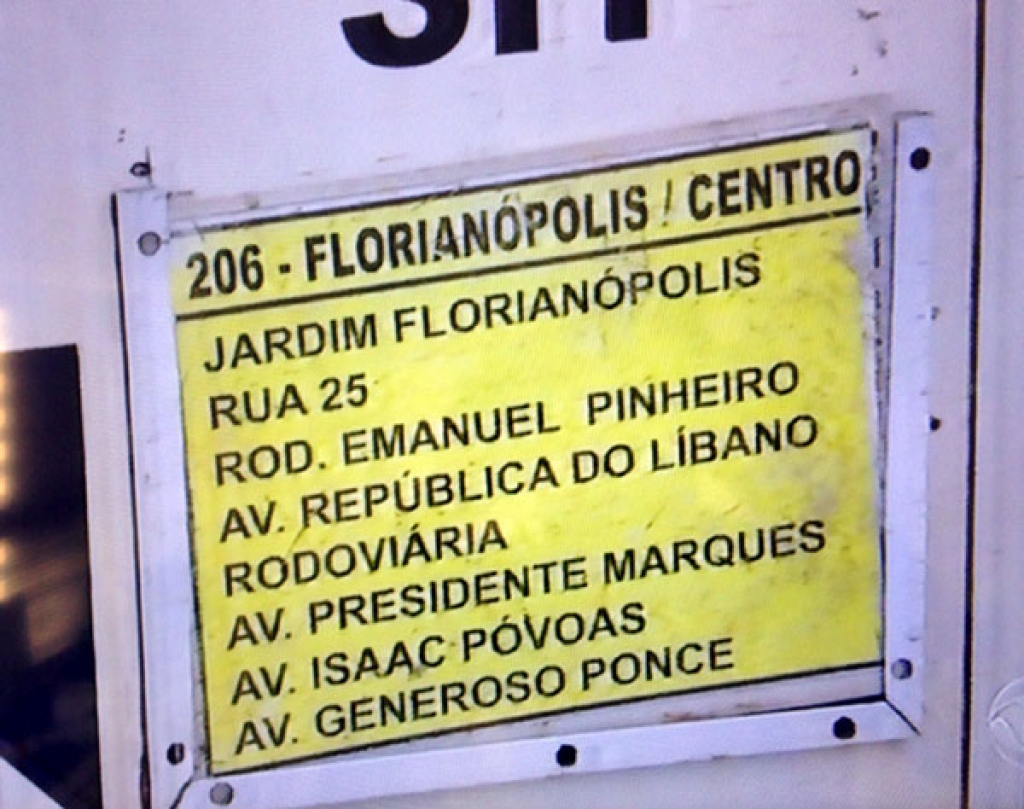 206 - FLORIANÓPOLIS / CENTRO
JARDIM FLORIANÓPOLIS
RUA 25
ROD. EMANUEL PINHEIRO
AV. REPÚBLICA DO LÍBANO
RODOVIÁRIA
AV. PRESIDENTE MARQUES
AV. ISAAC PÓVOAS
AV. GENEROSO PONCE